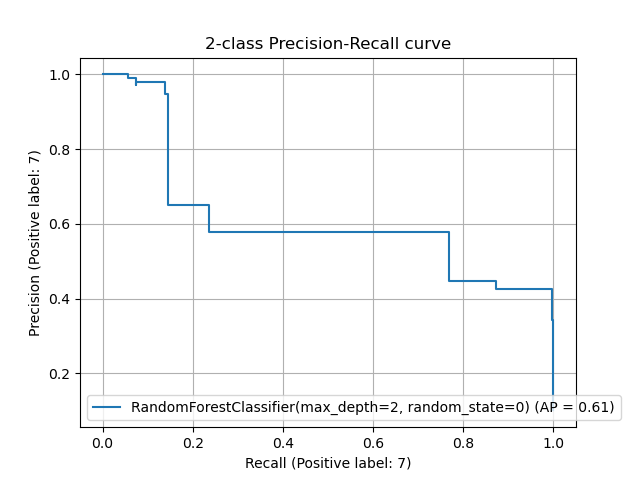 2-class Precision-Recall curve
Precision (Positive label: 7)
1.0
0.8
0.6
0.4
0.2
RandomForestClassifier(max_depth=2, random_state=0) (AP = 0.61)
0.0 0.2 0.4 0.6 0.8 1.0
Recall (Positive label: 7)